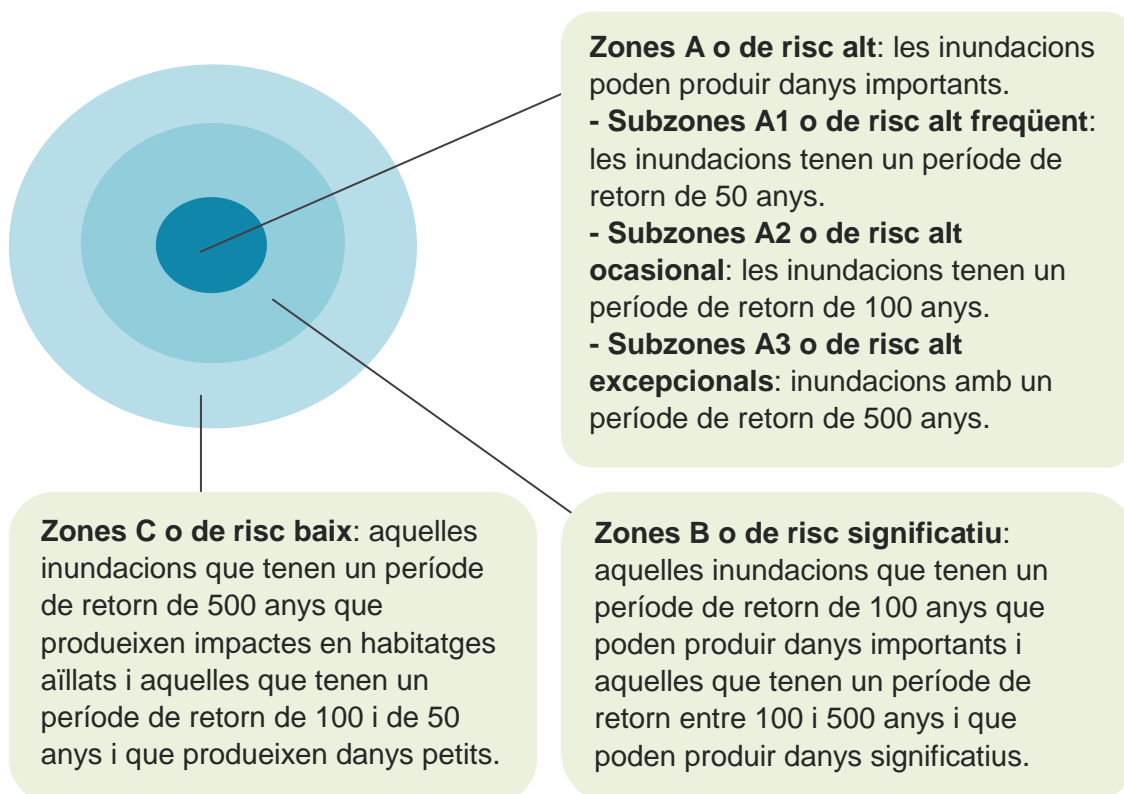 Zones A o de risc alt: les inundacions
poden produir danys importants.
- Subzones A1 o de risc alt freqüent:
les inundacions tenen un període de
retorn de 50 anys.
- Subzones A2 o de risc alt
ocasional: les inundacions tenen un
període de retorn de 100 anys.
- Subzones A3 o de risc alt
excepcionals: inundacions amb un
període de retorn de 500 anys.
Zones C o de risc baix: aquelles
inundacions que tenen un període
de retorn de 500 anys que
produeixen impactes en habitatges
aïllats i aquelles que tenen un
període de retorn de 100 i de 50
anys i que produeixen danys petits.
Zones B o de risc significatiu:
aquelles inundacions que tenen un
període de retorn de 100 anys que
poden produir danys importants i
aquelles que tenen un període de
retorn entre 100 i 500 anys i que
poden produir danys significatius.